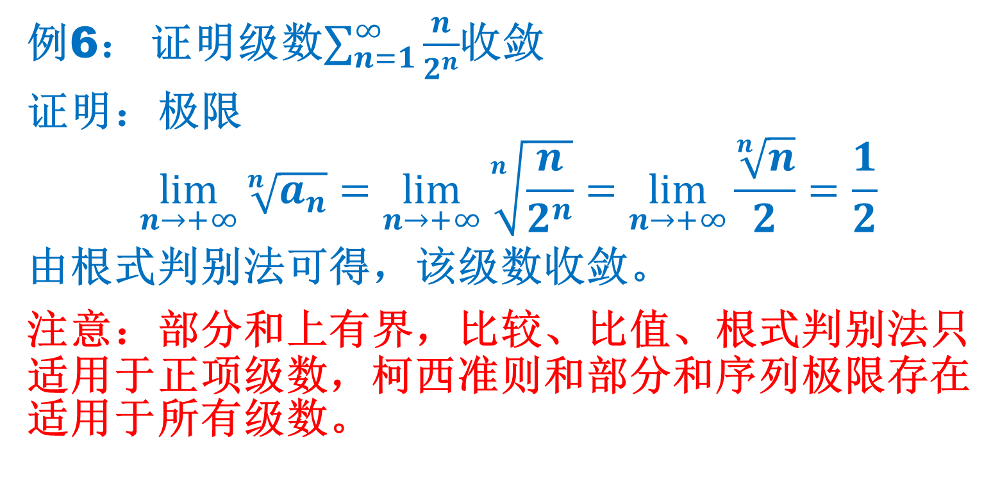 例6： 证明级数$\sum_{n=1}^{\infty} \frac{n}{2^n}$收敛
证明：极限
$\lim_{n \to +\infty} \sqrt[n]{a_n} = \lim_{n \to +\infty} \sqrt[n]{\frac{n}{2^n}} = \lim_{n \to +\infty} \frac{\sqrt[n]{n}}{2} = \frac{1}{2}$
由根式判别法可得，该级数收敛。
注意：部分和上有界，比较、比值、根式判别法只
适用于正项级数，柯西准则和部分和序列极限存在
适用于所有级数。